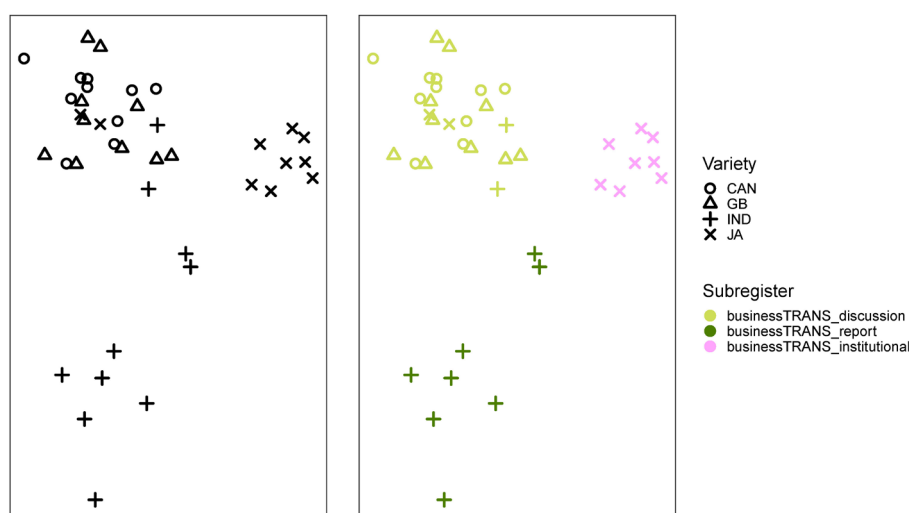 Variety
CAN
GB
IND
JA
Subregister
businessTRANS_discussion
businessTRANS_report
businessTRANS_institutional